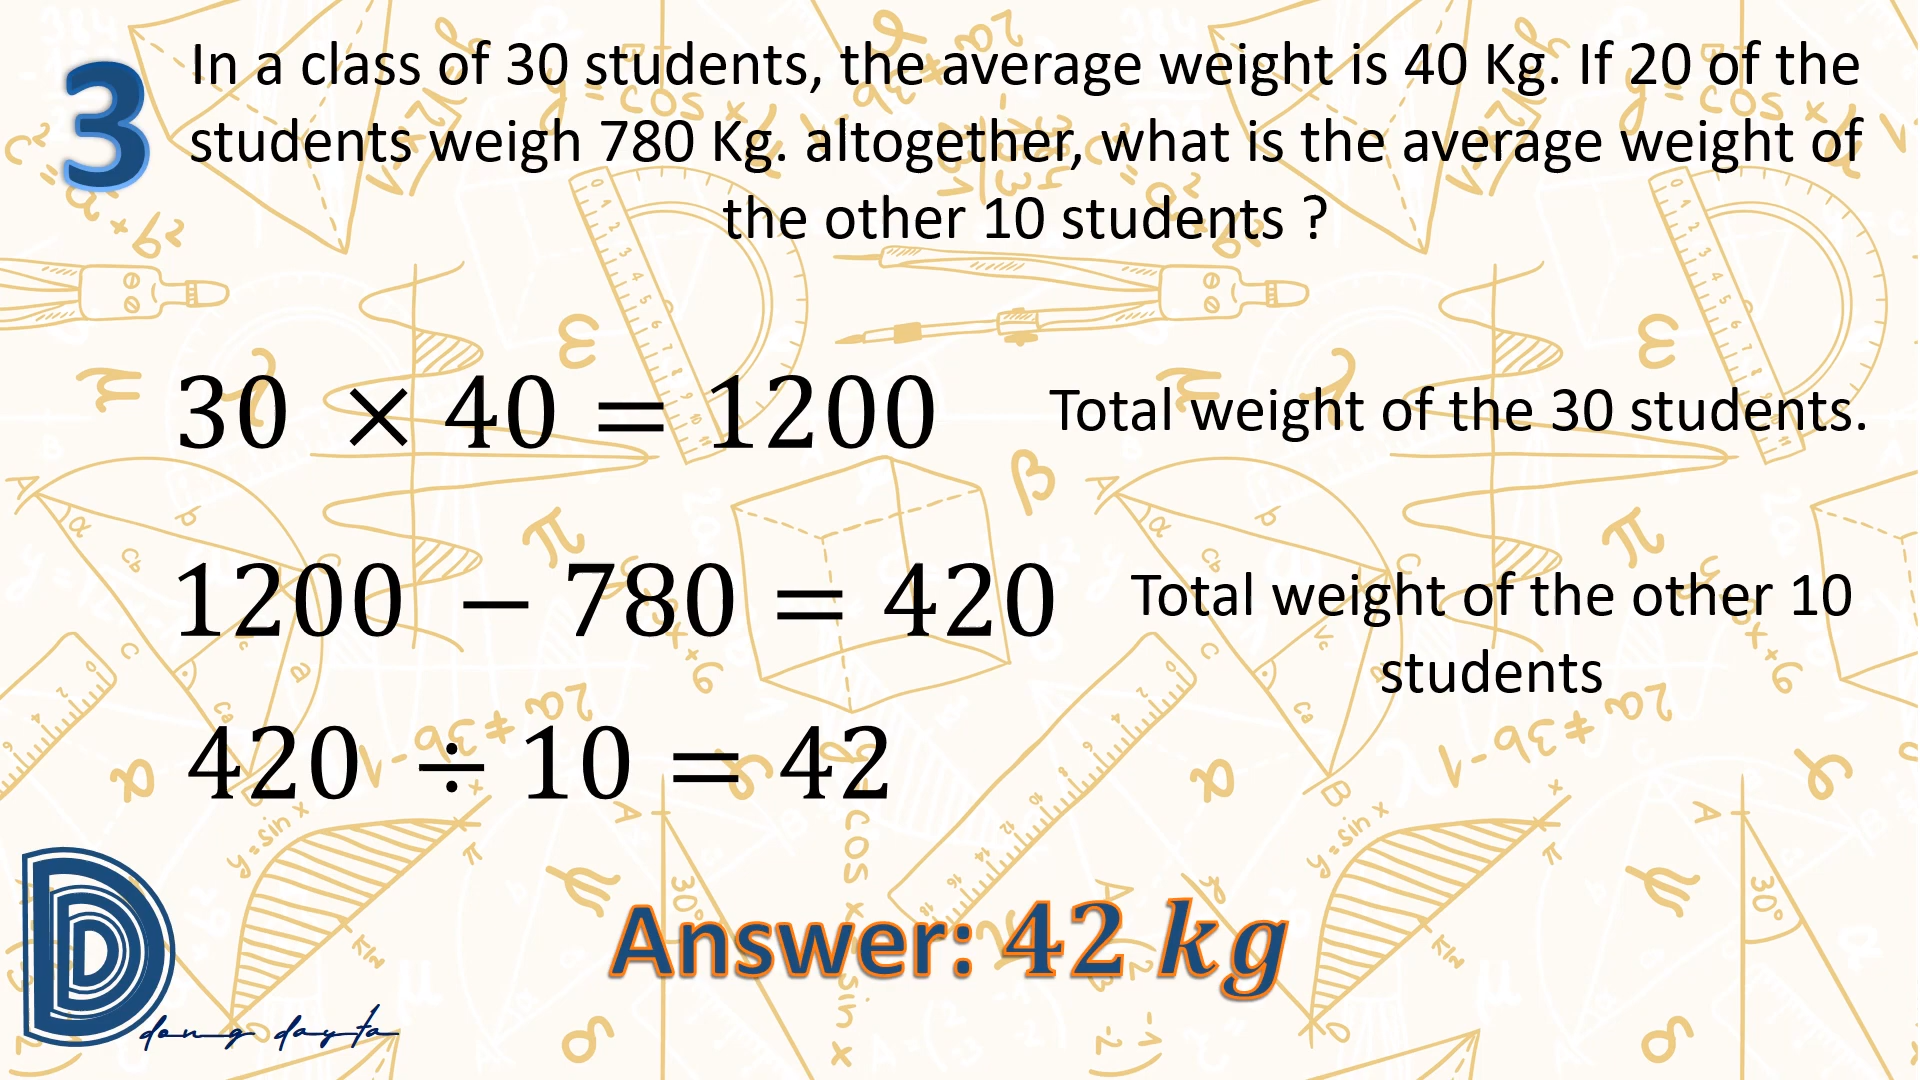 3
In a class of 30 students, the average weight is 40 Kg. If 20 of the
students weigh 780 Kg. altogether, what is the average weight of
the other 10 students ?
30 × 40 = 1200
Total weight of the 30 students.
1200 − 780 = 420
Total weight of the other 10
students
420 ÷ 10 = 42
Answer: 42 kg
dong dayta